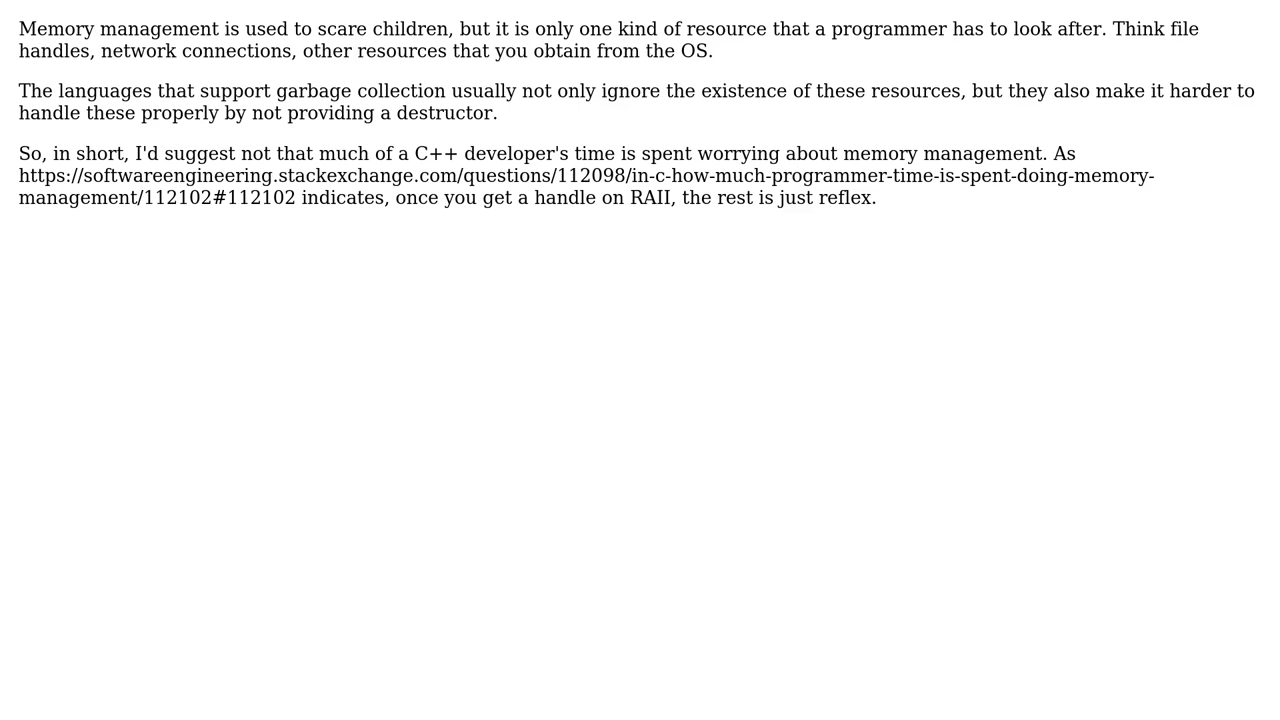 Memory management is used to scare children, but it is only one kind of resource that a programmer has to look after. Think file
handles, network connections, other resources that you obtain from the OS.
The languages that support garbage collection usually not only ignore the existence of these resources, but they also make it harder to
handle these properly by not providing a destructor.
So, in short, I'd suggest not that much of a C++ developer's time is spent worrying about memory management. As
https://softwareengineering.stackexchange.com/questions/112098/in-c-how-much-programmer-time-is-spent-doing-memory-
management/112102#112102 indicates, once you get a handle on RAII, the rest is just reflex.